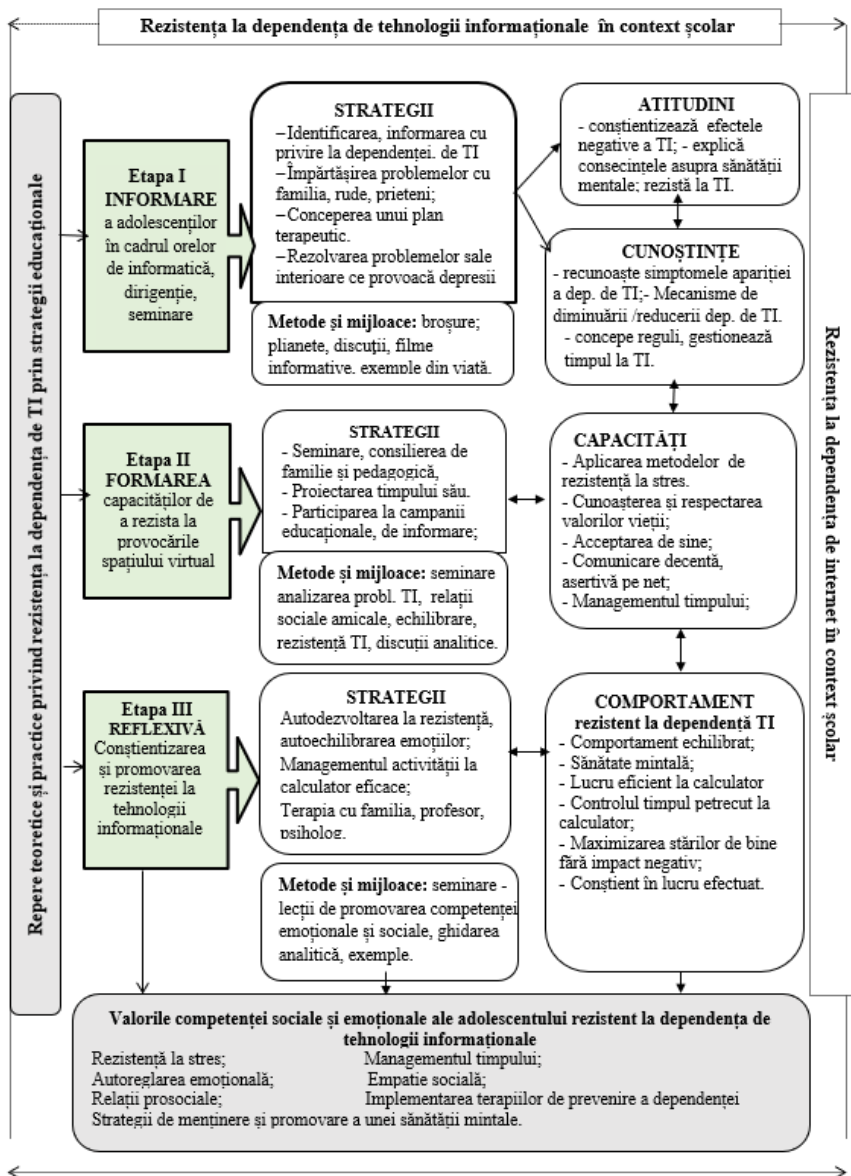 Rezistența la dependența de tehnologii informaționale în context școlar
Repere teoretice și practice privind rezistența la dependența de TI prin strategii educaționale
Etapa I
INFORMARE
a adolescenților
în cadrul orelor
de informatică,
dirigenție,
seminare
STRATEGII
–Identificarea, informarea cu
privire la dependenței. de TI
–Împărtășirea problemelor cu
familia, rude, prieteni;
–Conceperea unui plan
terapeutic.
–Rezolvarea problemelor sale
interioare ce provoacă depresii
Metode și mijloace: broșure;
plianete, discuții, filme
informative, exemple din viață.
ATITUDINI
- conștientizează efectele
negative a TI; - explică
consecințele asupra sănătății
mentale; rezistă la TI.
CUNOȘTINȚE
- recunoaște simptomele apariției
a dep. de TI;- Mecanisme de
diminuării /reducerii dep. de TI.
- concepe reguli, gestionează
timpul la TI.
Etapa II
FORMAREA
capacităților de
a rezista la
provocările
spațiului virtual
STRATEGII
- Seminare, consilierea de
familie și pedagogică,
- Proiectarea timpului său.
- Participarea la campanii
educaționale, de informare;
Metode și mijloace: seminare
analizarea probl. TI, relații
sociale amicale, echilibrare,
rezistență TI, discuții analitice.
CAPACITĂȚI
- Aplicarea metodelor de
rezistență la stres.
- Cunoașterea și respectarea
valorilor vieții;
- Acceptarea de sine;
- Comunicare decentă,
asertivă pe net;
- Managementul timpului;
Etapa III
REFLEXIVĂ
Conștientizarea
și promovarea
rezistenței la
tehnologii
informaționale
STRATEGII
Autodezvoltarea la rezistență,
autoechilibrarea emoțiilor;
Managementul activității la
calculator eficace;
Terapia cu familia, profesor,
psiholog.
Metode și mijloace: seminare -
lecții de promovarea competenței
emoționale și sociale, ghidarea
analitică, exemple.
COMPORTAMENT
rezistent la dependență TI
- Comportament echilibrat;
- Sănătate mintală;
- Lucru eficient la calculator
- Controlul timpul petrecut la
calculator;
- Maximizarea stărilor de bine
fără impact negativ;
- Conștient în lucru efectuat.
Rezistența la dependența de internet în context școlar
Valorile competenței sociale și emoționale ale adolescentului rezistent la dependența de
tehnologii informaționale
Rezistență la stres; Managementul timpului;
Autoreglarea emoțională; Empatie socială;
Relații prosociale; Implementarea terapiilor de prevenire a dependenței
Strategii de menținere și promovare a unei sănătății mintale.